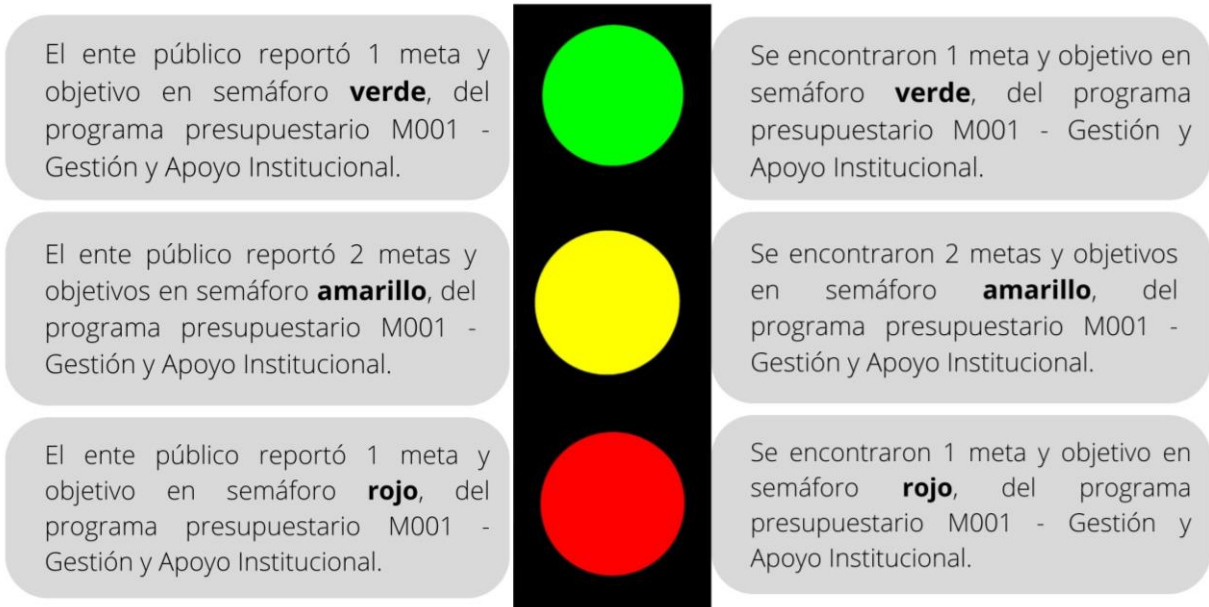 El ente público reportó 1 meta y
objetivo en semáforo verde, del
programa presupuestario M001 -
Gestión y Apoyo Institucional.
Se encontraron 1 meta y objetivo en
semáforo verde, del programa
presupuestario M001 - Gestión y
Apoyo Institucional.
El ente público reportó 2 metas y
objetivos en semáforo amarillo, del
programa presupuestario M001 -
Gestión y Apoyo Institucional.
Se encontraron 2 metas y objetivos
en semáforo amarillo, del
programa presupuestario M001 -
Gestión y Apoyo Institucional.
El ente público reportó 1 meta y
objetivo en semáforo rojo, del
programa presupuestario M001 -
Gestión y Apoyo Institucional.
Se encontraron 1 meta y objetivo en
semáforo rojo, del programa
presupuestario M001 - Gestión y
Apoyo Institucional.